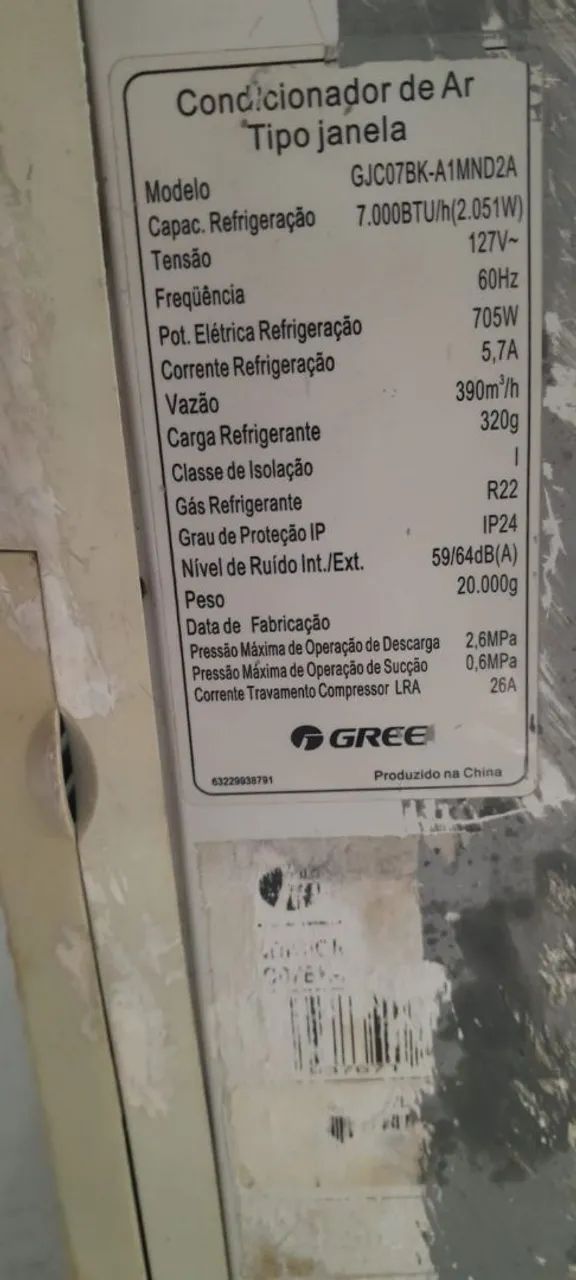 Condicionador de Ar
Tipo janela
Modelo GJC07BK-A1MND2A
Capac. Refrigeração 7.000BTU/h(2.051W)
Tensão 127V~
Freqüência 60Hz
Pot. Elétrica Refrigeração 705W
Corrente Refrigeração 5,7A
Vazão 390m³/h
Carga Refrigerante 320g
Classe de Isolação I
Gás Refrigerante R22
Grau de Proteção IP IP24
Nível de Ruído Int./Ext. 59/64dB(A)
Peso 20.000g
Data de Fabricação
Pressão Máxima de Operação de Descarga 2,6MPa
Pressão Máxima de Operação de Sucção 0,6MPa
Corrente Travamento Compressor LRA 26A
GREE
63229938791 Produzido na China